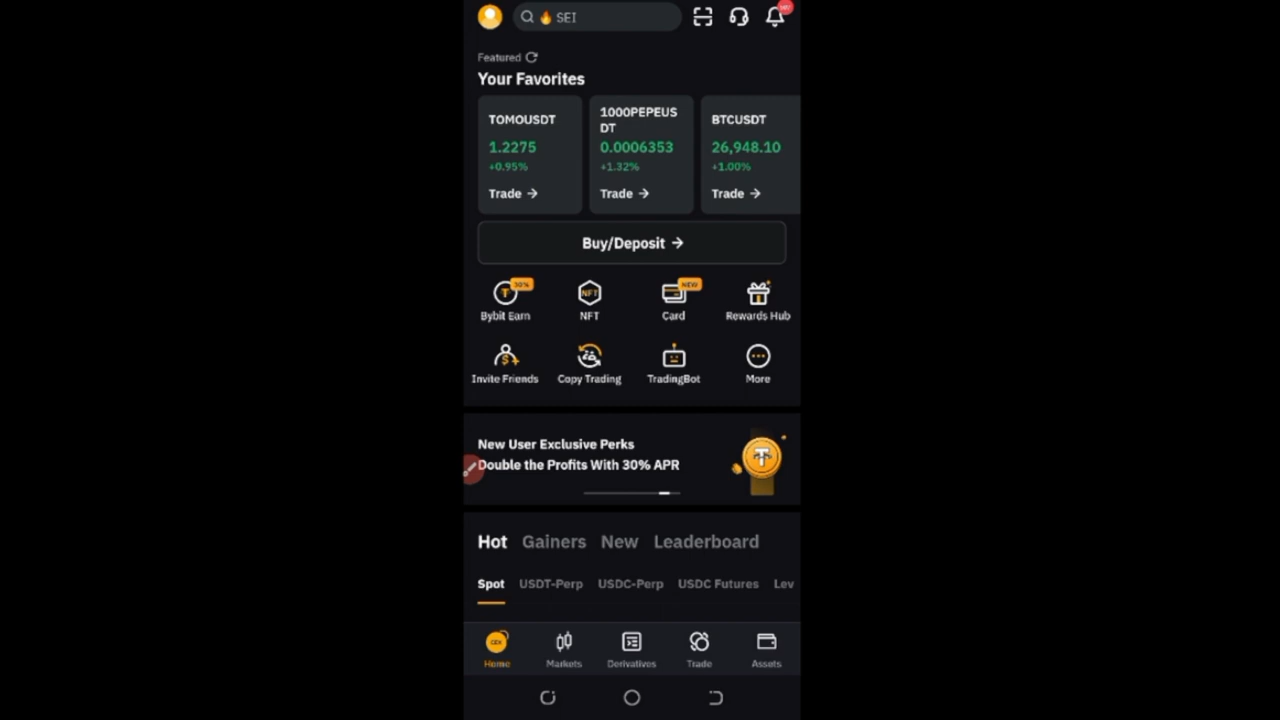 SEI
Featured
Your Favorites
TOMOUSDT
1.2275
+0.95%
Trade →
1000PEPEUS
DT
0.0006353
+1.32%
Trade →
BTCUSDT
26,948.10
+1.00%
Trade →
Buy/Deposit →
30%
Bybit Earn
NFT
NFT
NEW
Card
Rewards Hub
Invite Friends
Copy Trading
TradingBot
More
New User Exclusive Perks
Double the Profits With 30% APR
Hot Gainers New Leaderboard
Spot USDT-Perp USDC-Perp USDC Futures Lev
Home Markets Derivatives Trade Assets